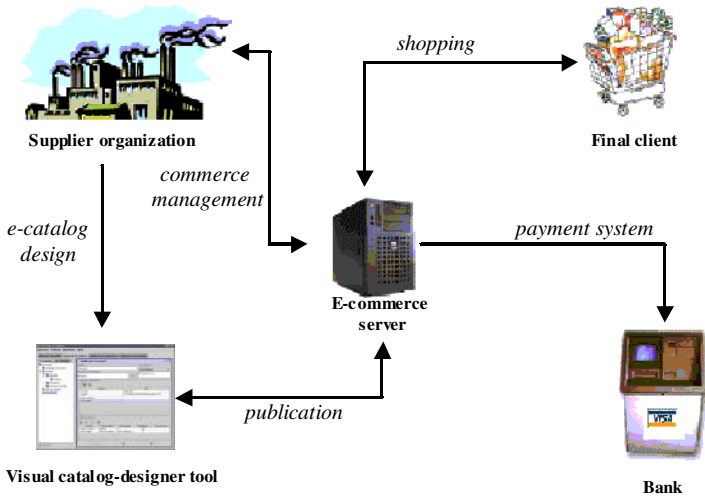 shopping
Supplier organization
Final client
commerce
management
e-catalog
design
payment system
E-commerce
server
VISA
publication
Visual catalog-designer tool
Bank